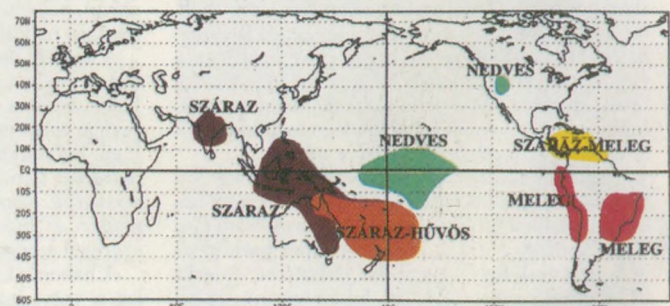 70N
60N
50N
40N
30N
20N
10N
EQ
10S
20S
30S
40S
50S
60S
NEDVES
SZÁRAZ
NEDVES
SZÁRAZ-MELEG
SZÁRAZ
MELEG
SZÁRAZ-HŰVÖS
MELEG